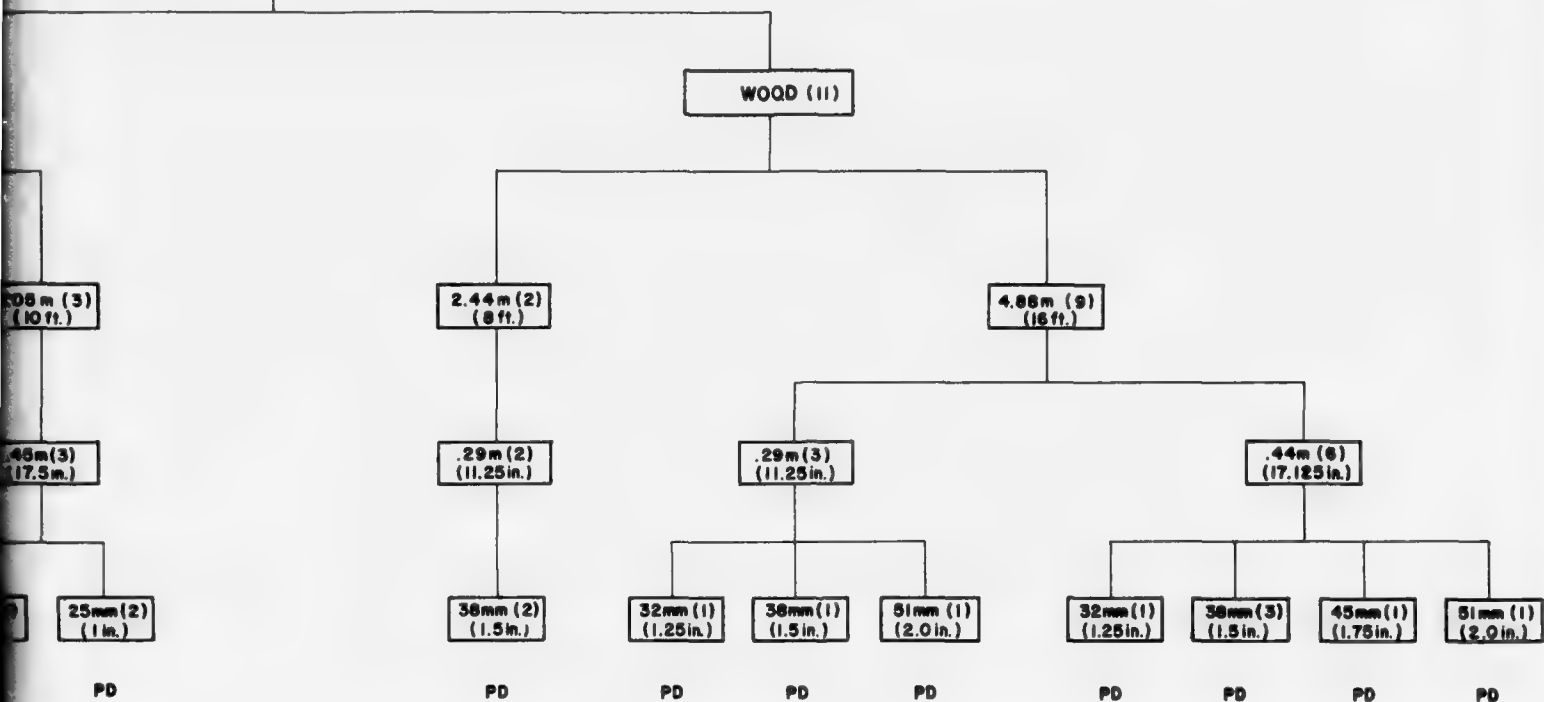 WOOD (11)
(3)
(10 ft.)
2.44m (2)
(8 ft.)
4.88m (9)
(16 ft.)
(3)
(17.5in.)
.29m (2)
(11.25in.)
.29m (3)
(11.25in.)
.44m (6)
(17.125in.)
25mm (2)
(1 in.)
38mm (2)
(1.5in.)
32mm (1)
(1.25in.)
38mm (1)
(1.5in.)
51mm (1)
(2.0in.)
32mm (1)
(1.25in.)
38mm (3)
(1.5in.)
45mm (1)
(1.75in.)
51mm (1)
(2.0in.)
PD PD PD PD PD PD PD PD PD